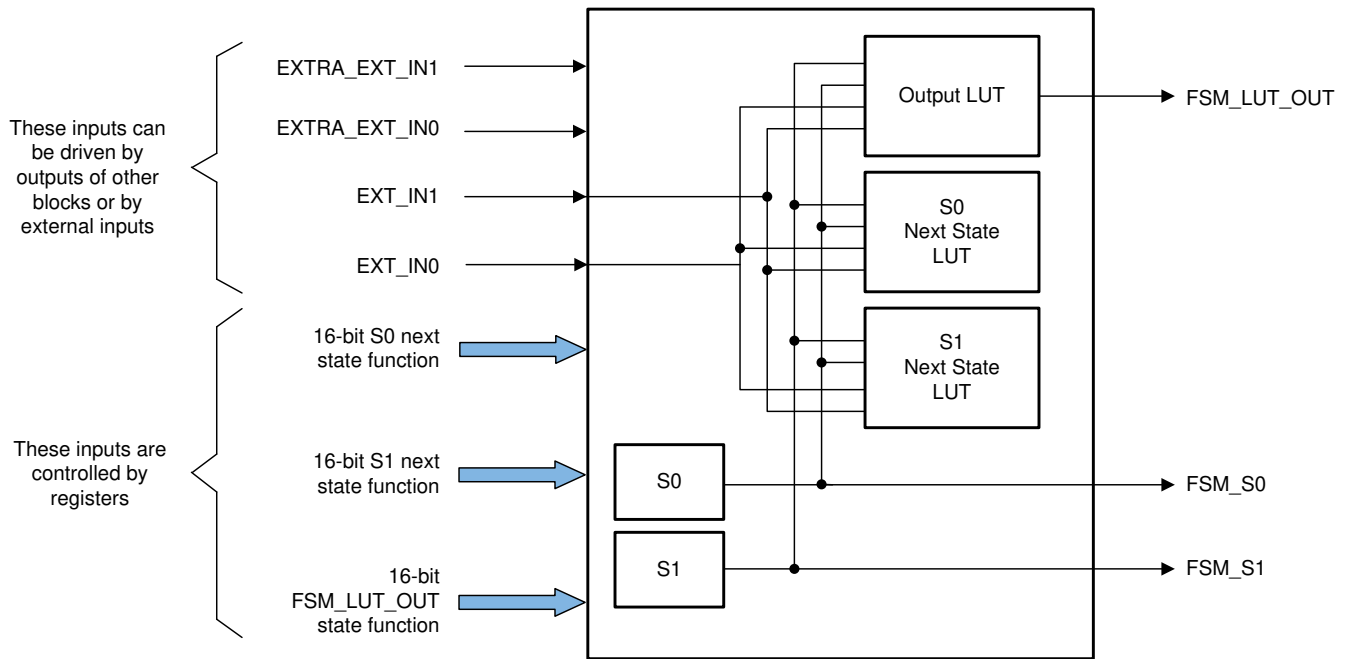 These inputs can
be driven by
outputs of other
blocks or by
external inputs
EXTRA_EXT_IN1
EXTRA_EXT_IN0
EXT_IN1
EXT_IN0
These inputs are
controlled by
registers
16-bit S0 next
state function
16-bit S1 next
state function
16-bit
FSM_LUT_OUT
state function
Output LUT
S0
Next State
LUT
S1
Next State
LUT
S0
S1
FSM_LUT_OUT
FSM_S0
FSM_S1